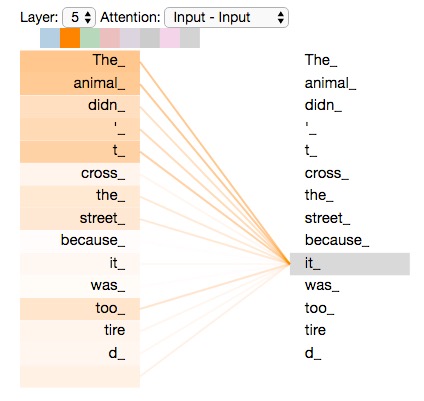 Layer: 5 Attention: Input - Input
The_ The_
animal_ animal_
didn_ didn_
'_ '_
t_ t_
cross_ cross_
the_ the_
street_ street_
because_ because_
it_ it_
was_ was_
too_ too_
tire tire
d_ d_